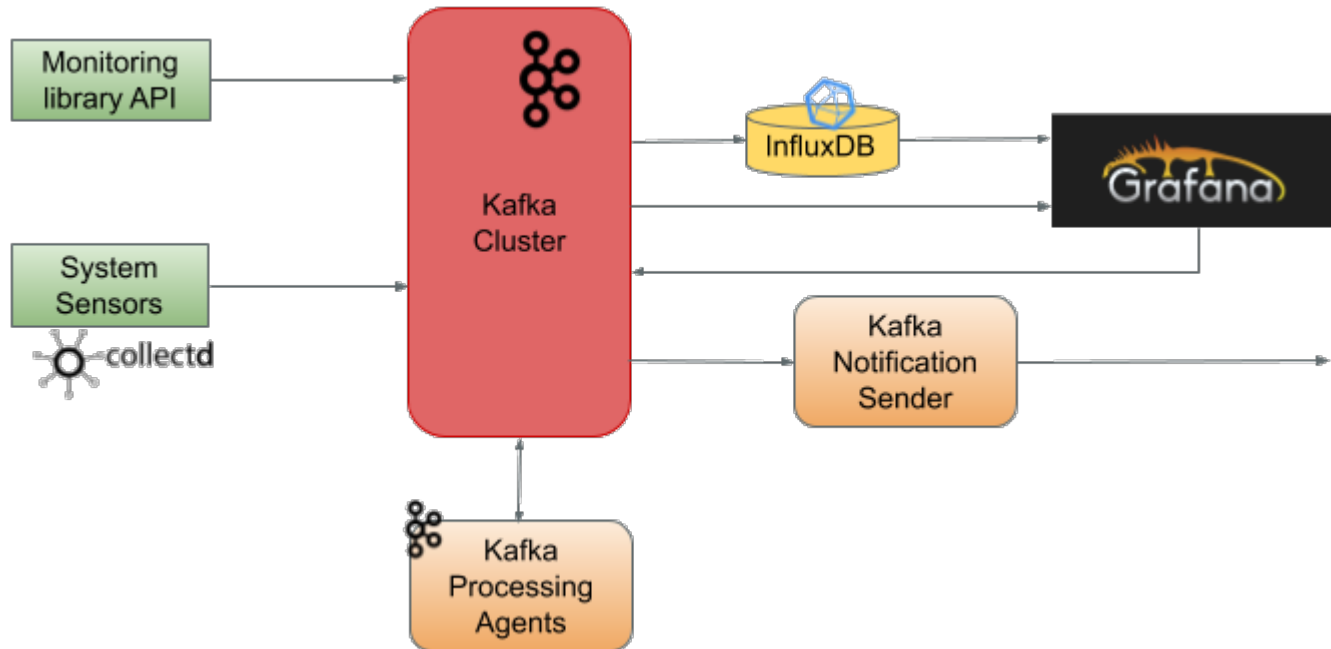 Monitoring
library API
System
Sensors
collectd
Kafka
Cluster
InfluxDB
Grafana
Kafka
Notification
Sender
Kafka
Processing
Agents